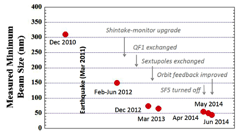 Measured Minimum
Beam Size (nm)
400
350
300
250
200
150
100
50
0
Dec 2010
Earthquake (Mar 2011)
Shintake-monitor upgrade
QF1 exchanged
Sextupoles exchanged
Orbit feedback improved
Feb-Jun 2012
Dec 2012
Mar 2013
SF5 turned off
Apr 2014
May 2014
Jun 2014